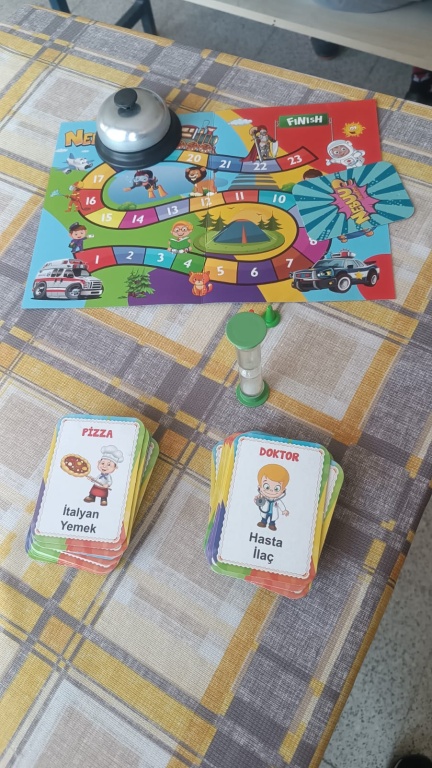 FINISH
20 21 22 23
17
16
15 14 13 12 11 10
1 2 3 4 5 6 7
PİZZA
İtalyan
Yemek
DOKTOR
Hasta
İlaç